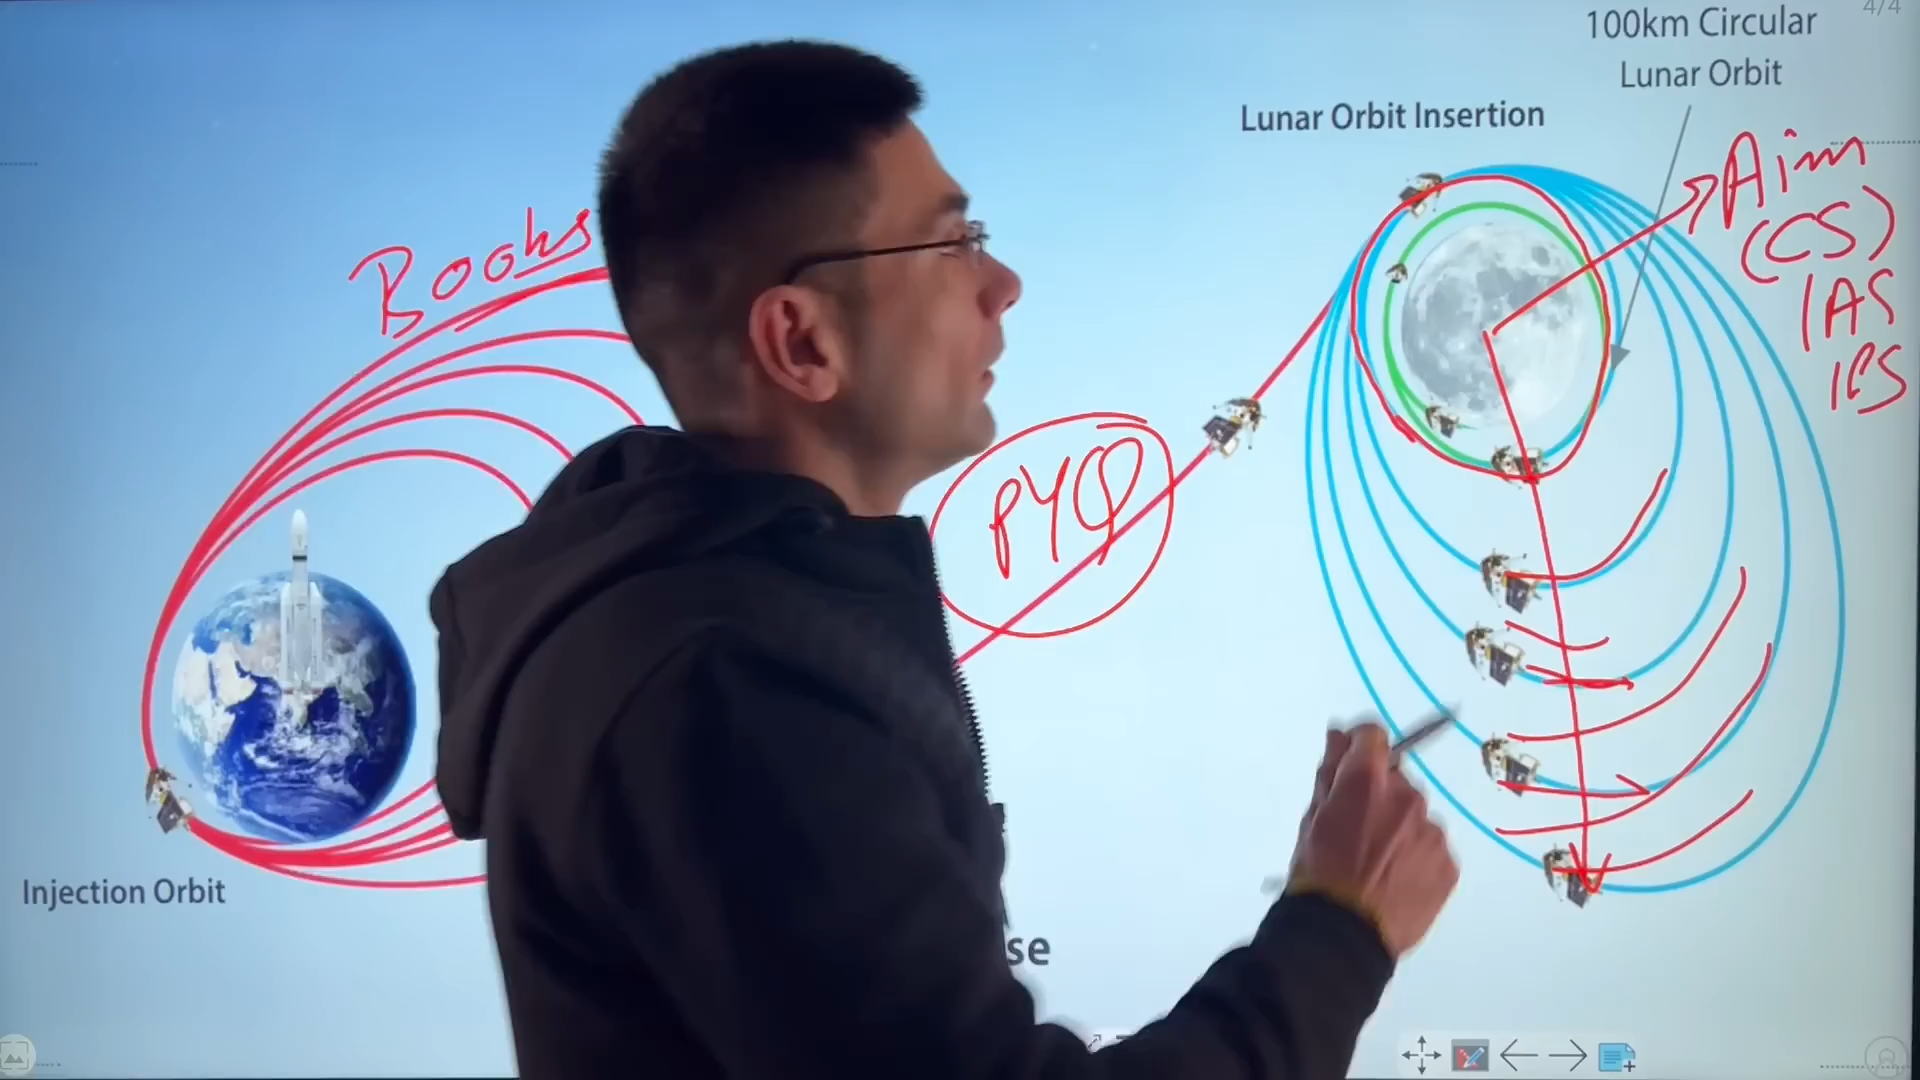 4/4
100km Circular
Lunar Orbit
Lunar Orbit Insertion
Aim
(CS)
IAS
IPS
Books
PYQ
Injection Orbit
se